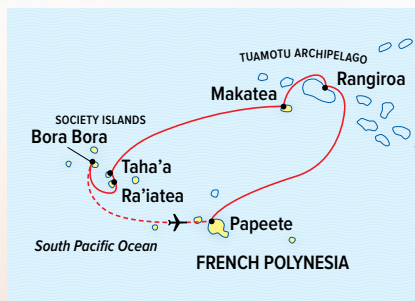 TUAMOTU ARCHIPELAGO
Rangiroa
Makatea
SOCIETY ISLANDS
Bora Bora
Taha'a
Ra'iatea
Papeete
South Pacific Ocean
FRENCH POLYNESIA